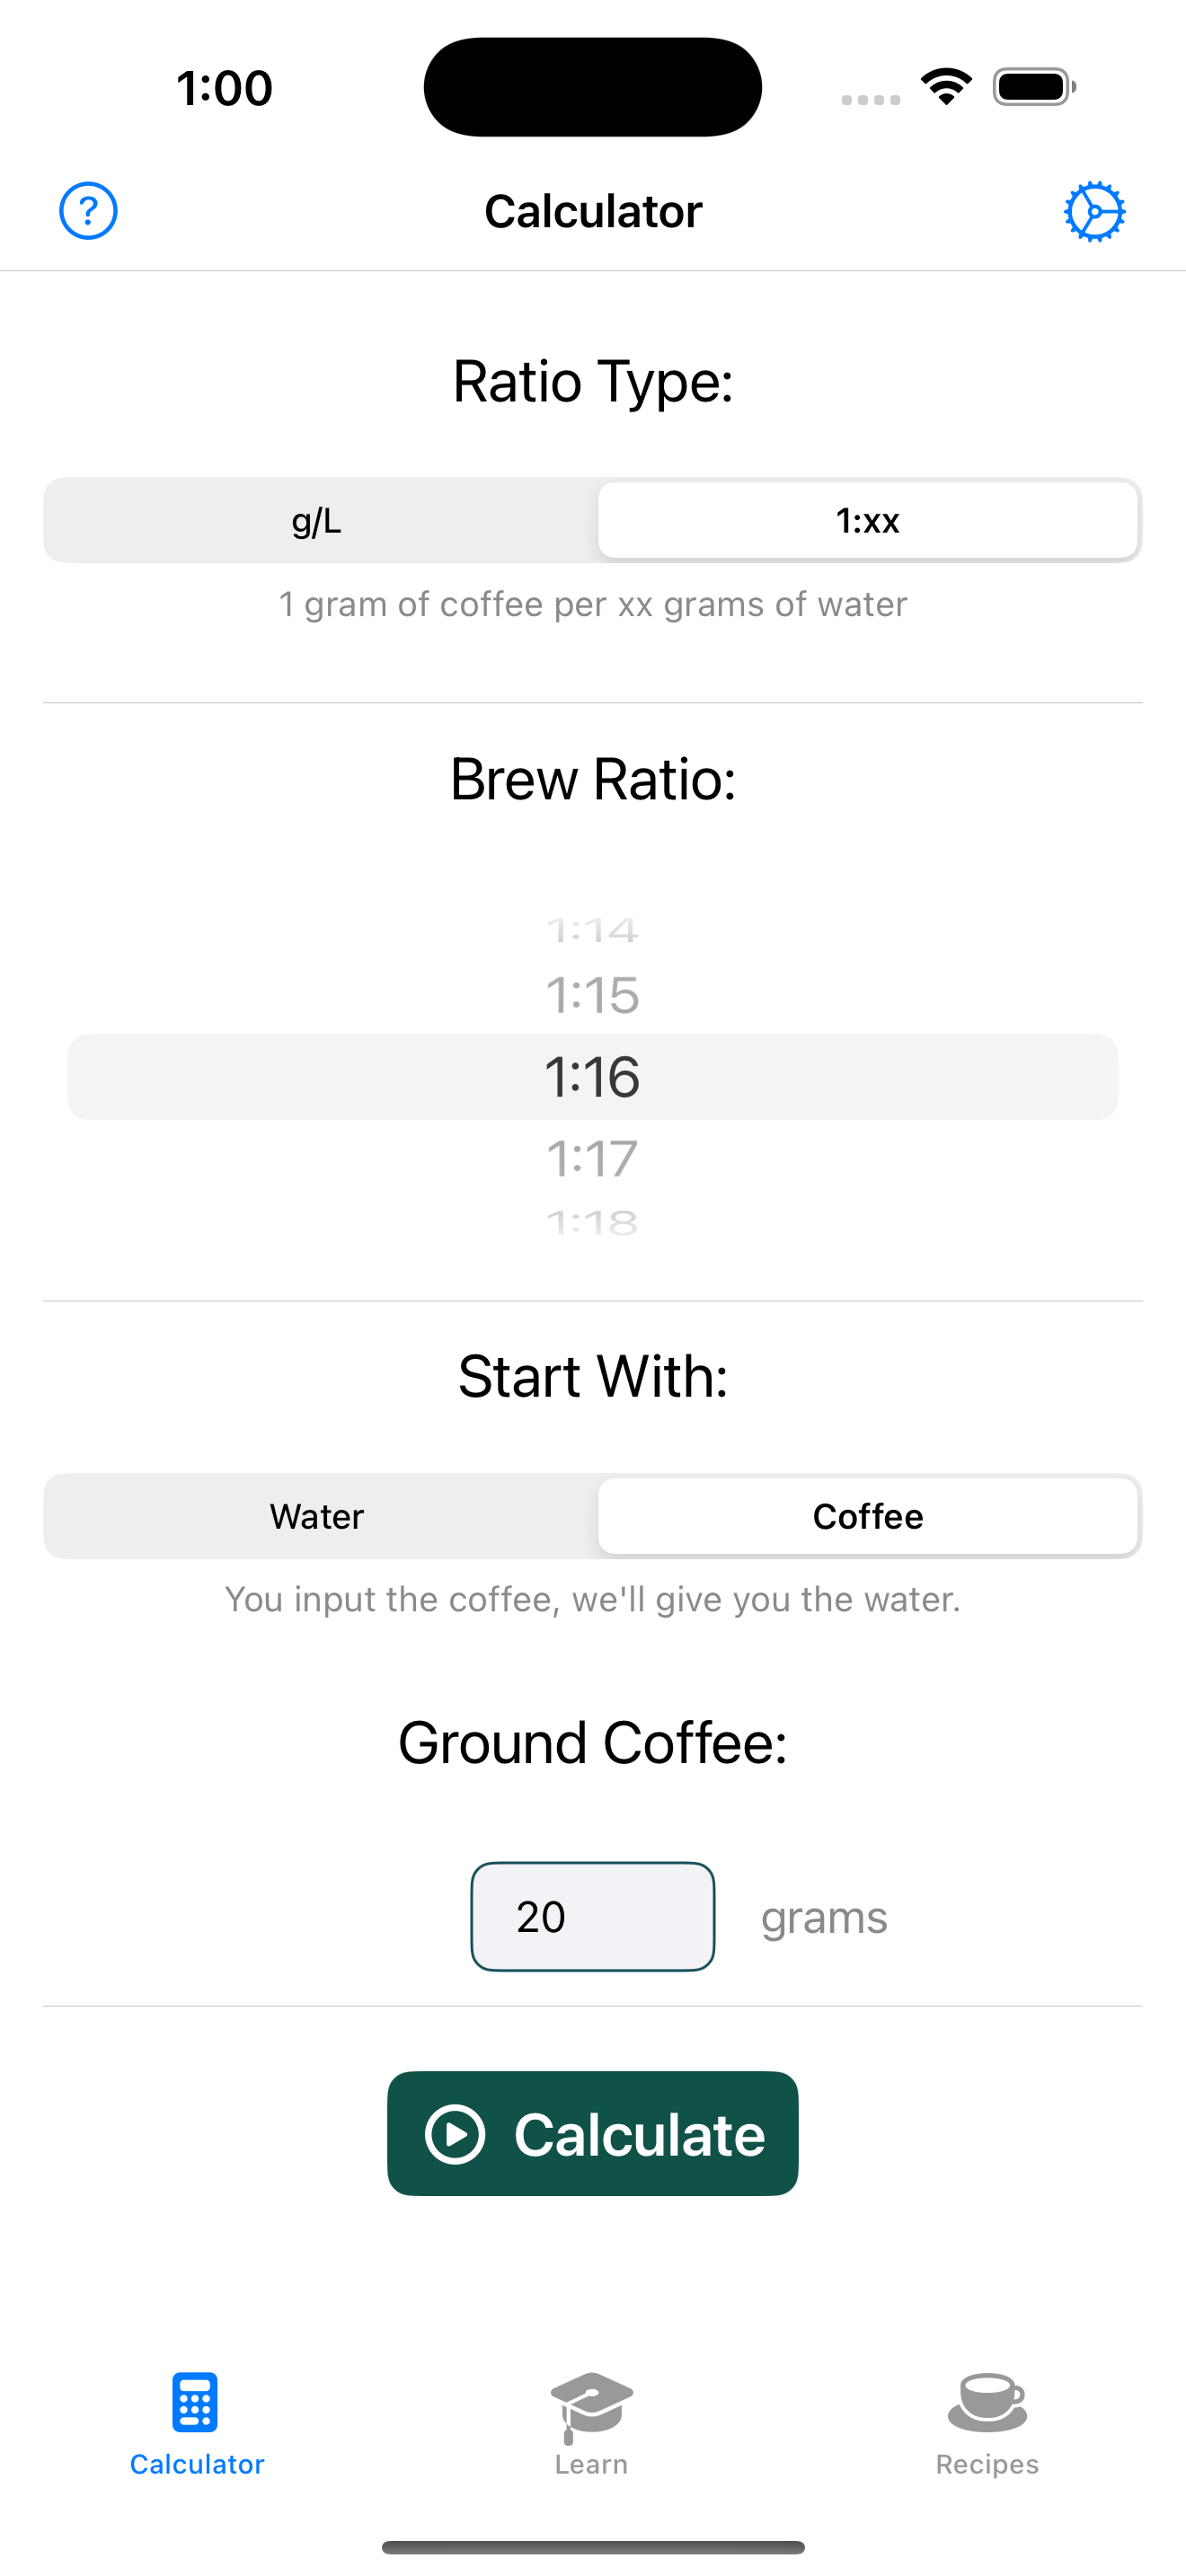 1:00
Calculator
Ratio Type:
g/L 1:xx
1 gram of coffee per xx grams of water
Brew Ratio:
1:14
1:15
1:16
1:17
1:18
Start With:
Water Coffee
You input the coffee, we'll give you the water.
Ground Coffee:
20 grams
Calculate
Calculator Learn Recipes